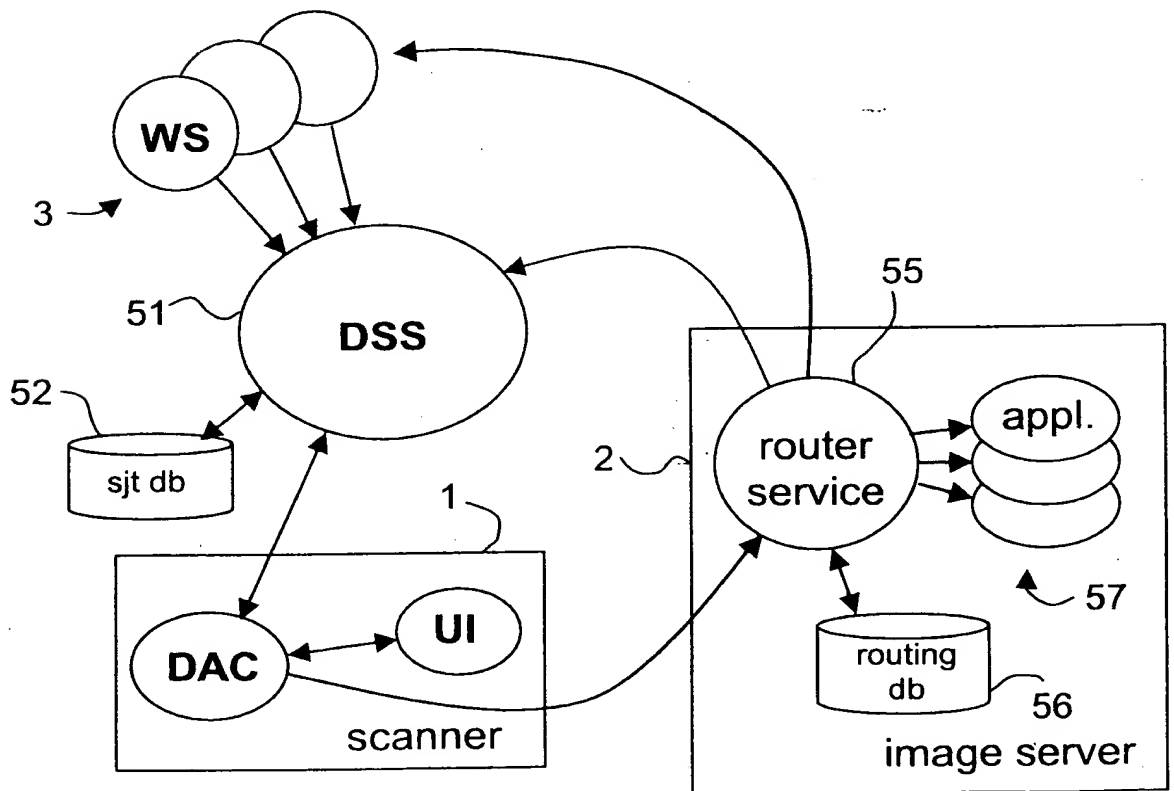 WS
3
51
DSS
55
52
sjt db
2
router
service
appl.
1
57
UI
DAC
routing
db
56
scanner
image server